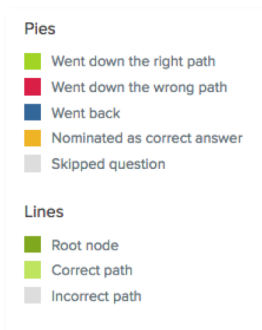 Pies
Went down the right path
Went down the wrong path
Went back
Nominated as correct answer
Skipped question
Lines
Root node
Correct path
Incorrect path